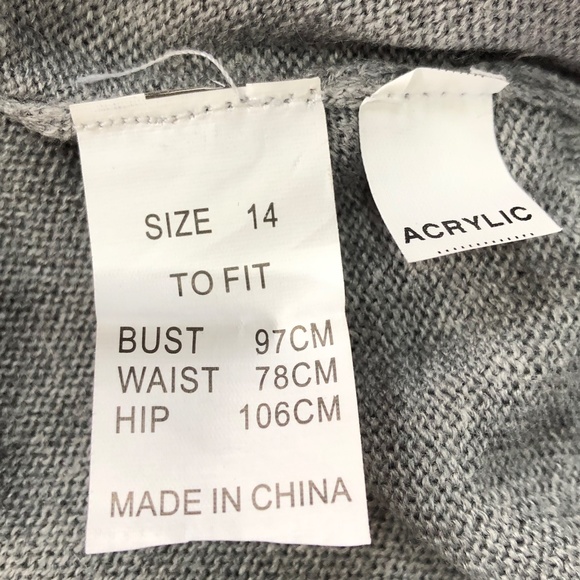 SIZE 14
TO FIT
BUST 97CM
WAIST 78CM
HIP 106CM
MADE IN CHINA
ACRYLIC